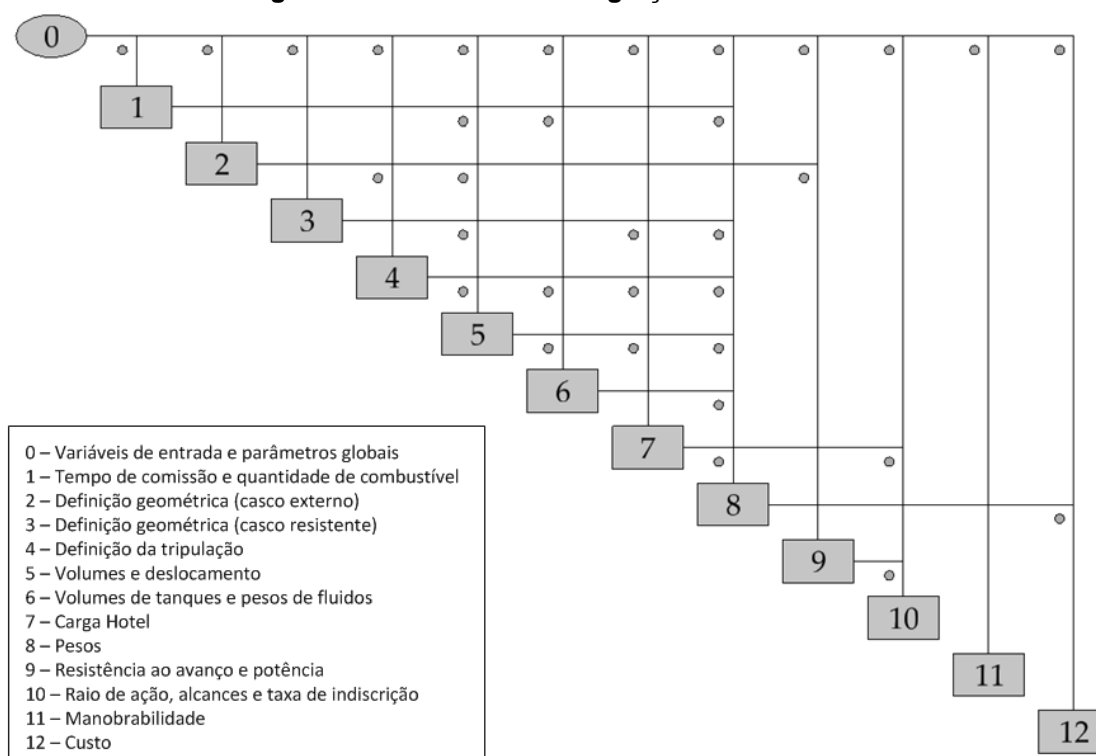 0
1
2
3
4
5
6
7
8
9
10
11
12
0 – Variáveis de entrada e parâmetros globais
1 – Tempo de comissão e quantidade de combustível
2 – Definição geométrica (casco externo)
3 – Definição geométrica (casco resistente)
4 – Definição da tripulação
5 – Volumes e deslocamento
6 – Volumes de tanques e pesos de fluidos
7 – Carga Hotel
8 – Pesos
9 – Resistência ao avanço e potência
10 – Raio de ação, alcances e taxa de indiscrição
11 – Manobrabilidade
12 – Custo